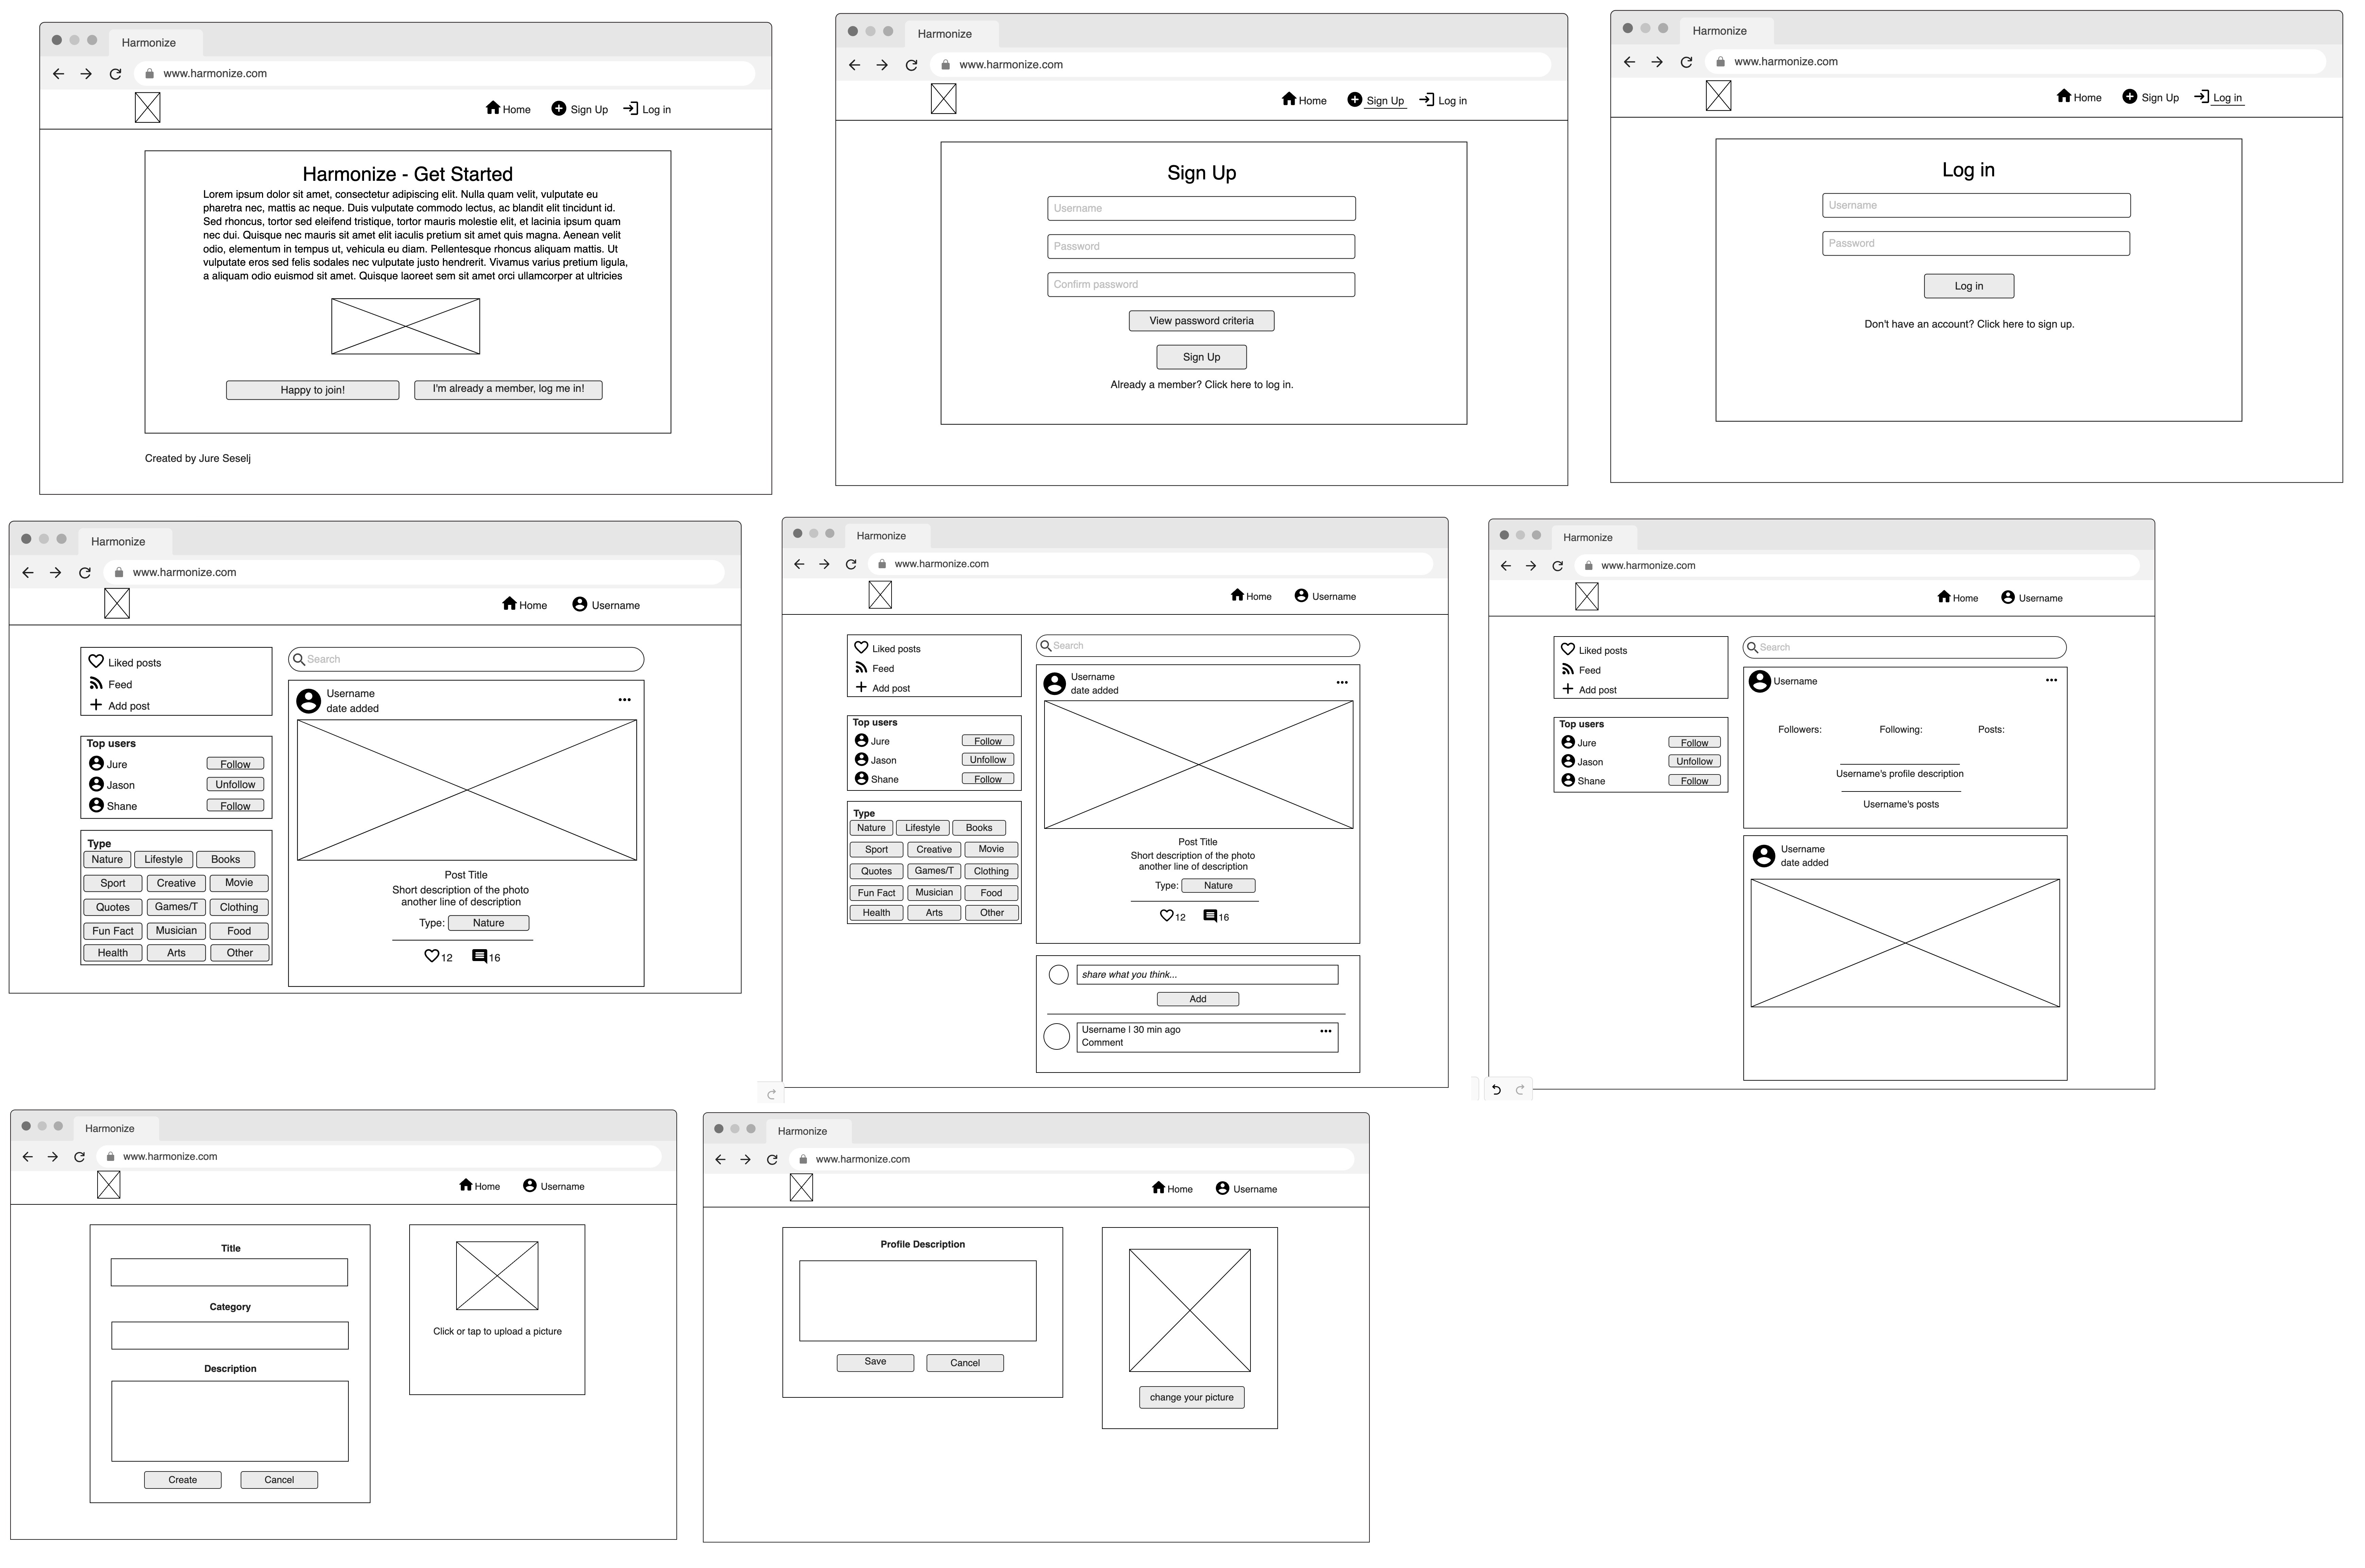 Harmonize
www.harmonize.com
Home Sign Up Log in
Harmonize - Get Started
Lorem ipsum dolor sit amet, consectetur adipiscing elit. Nulla quam velit, vulputate eu
pharetra nec, mattis ac neque. Duis vulputate commodo lectus, ac blandit elit tincidunt id.
Sed rhoncus, tortor sed eleifend tristique, tortor mauris molestie elit, et lacinia ipsum quam
nec dui. Quisque nec mauris sit amet elit iaculis pretium sit amet quis magna. Aenean velit
odio, elementum in tempus ut, vehicula eu diam. Pellentesque rhoncus aliquam mattis. Ut
vulputate eros sed felis sodales nec vulputate justo hendrerit. Vivamus varius pretium ligula,
a aliquam odio euismod sit amet. Quisque laoreet sem sit amet orci ullamcorper at ultricies
Happy to join! I'm already a member, log me in!
Created by Jure Seselj
Harmonize
www.harmonize.com
Home Sign Up Log in
Sign Up
Username
Password
Confirm password
View password criteria
Sign Up
Already a member? Click here to log in.
Harmonize
www.harmonize.com
Home Sign Up Log in
Log in
Username
Password
Log in
Don't have an account? Click here to sign up.
Harmonize
www.harmonize.com
Home Username
Liked posts
Feed
Add post
Top users
Jure Follow
Jason Unfollow
Shane Follow
Type
Nature Lifestyle Books
Sport Creative Movie
Quotes Games/T Clothing
Fun Fact Musician Food
Health Arts Other
Search
Username
date added
Post Title
Short description of the photo
another line of description
Type: Nature
12 16
Harmonize
www.harmonize.com
Home Username
Liked posts
Feed
Add post
Top users
Jure Follow
Jason Unfollow
Shane Follow
Type
Nature Lifestyle Books
Sport Creative Movie
Quotes Games/T Clothing
Fun Fact Musician Food
Health Arts Other
Search
Username
date added
Post Title
Short description of the photo
another line of description
Type: Nature
12 16
share what you think...
Add
Username | 30 min ago
Comment
Harmonize
www.harmonize.com
Home Username
Liked posts
Feed
Add post
Top users
Jure Follow
Jason Unfollow
Shane Follow
Search
Username
Followers: Following: Posts:
Username's profile description
Username's posts
Username
date added
Harmonize
www.harmonize.com
Home Username
Title
Category
Description
Create Cancel
Click or tap to upload a picture
Harmonize
www.harmonize.com
Home Username
Profile Description
Save Cancel
change your picture